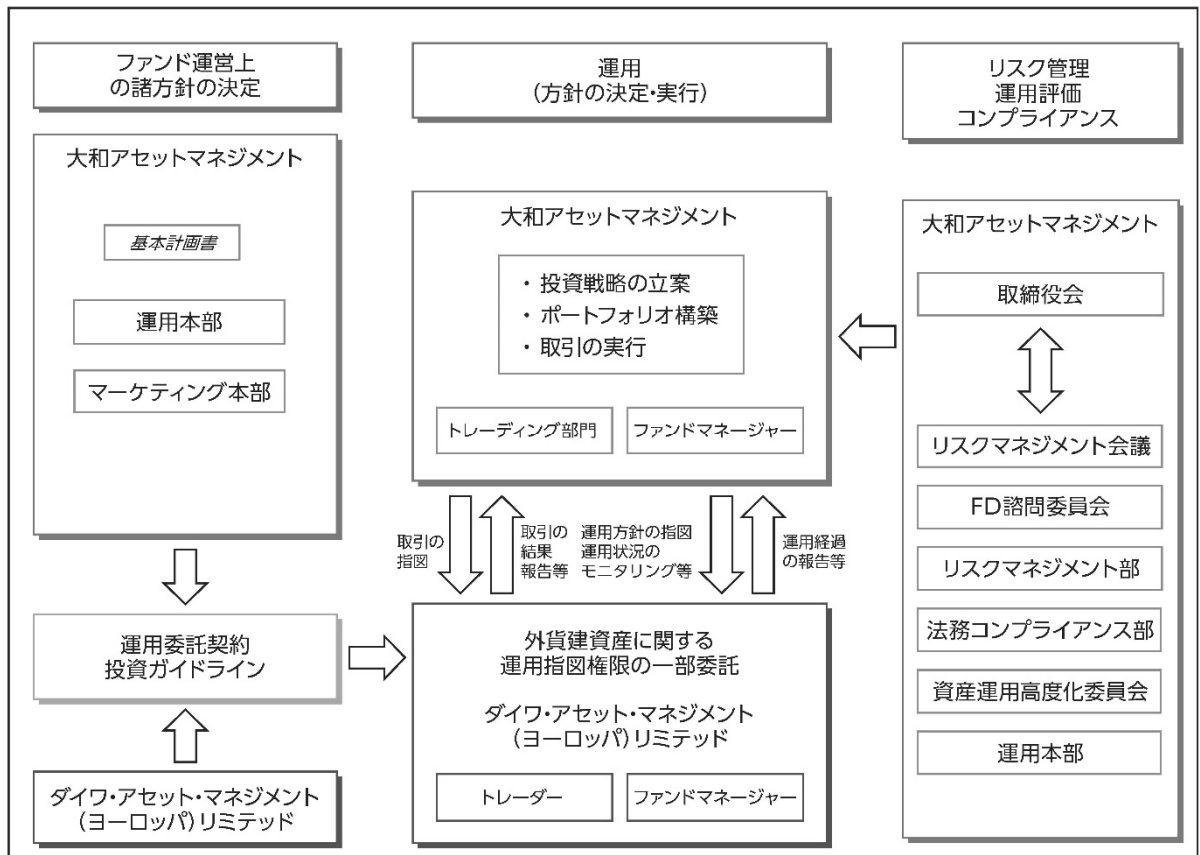 ファンド運営上
の諸方針の決定
大和アセットマネジメント
基本計画書
運用本部
マーケティング本部
運用委託契約
投資ガイドライン
ダイワ・アセット・マネジメント
(ヨーロッパ)リミテッド
運用
(方針の決定・実行)
大和アセットマネジメント
・ 投資戦略の立案
・ ポートフォリオ構築
・ 取引の実行
トレーディング部門
ファンドマネージャー
取引の
指図
取引の
結果
報告等
運用方針の指図
運用状況の
モニタリング等
運用経過
の報告等
外貨建資産に関する
運用指図権限の一部委託
ダイワ・アセット・マネジメント
(ヨーロッパ)リミテッド
トレーダー
ファンドマネージャー
リスク管理
運用評価
コンプライアンス
大和アセットマネジメント
取締役会
リスクマネジメント会議
FD諮問委員会
リスクマネジメント部
法務コンプライアンス部
資産運用高度化委員会
運用本部